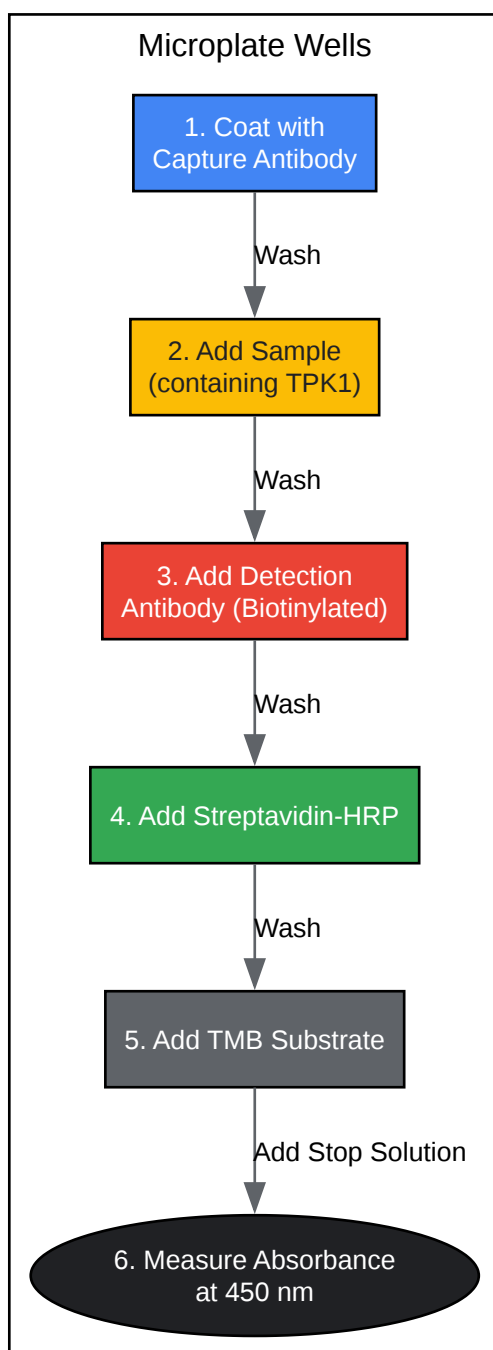 Microplate Wells
1. Coat with
Capture Antibody
Wash
2. Add Sample
(containing TPK1)
Wash
3. Add Detection
Antibody (Biotinylated)
Wash
4. Add Streptavidin-HRP
Wash
5. Add TMB Substrate
Add Stop Solution
6. Measure Absorbance
at 450 nm